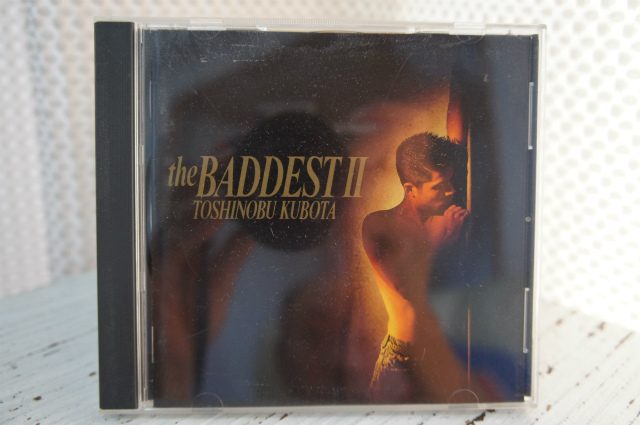 the BADDEST II
TOSHINOBU KUBOTA